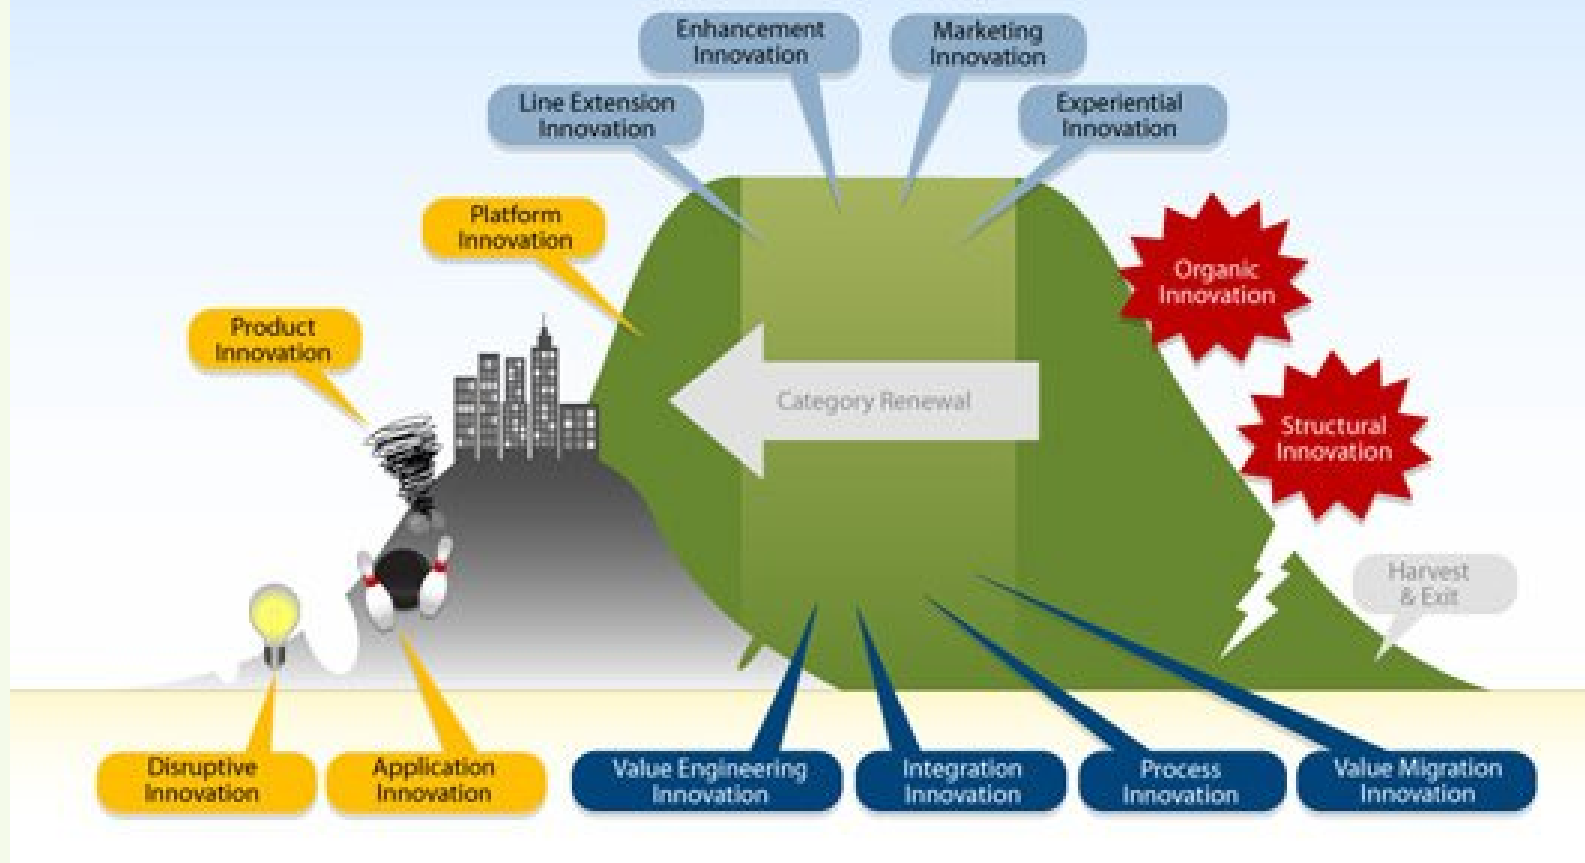 Enhancement
Innovation
Marketing
Innovation
Line Extension
Innovation
Experiential
Innovation
Platform
Innovation
Organic
Innovation
Product
Innovation
Category Renewal
Structural
Innovation
Harvest
& Exit
Disruptive
Innovation
Application
Innovation
Value Engineering
Innovation
Integration
Innovation
Process
Innovation
Value Migration
Innovation